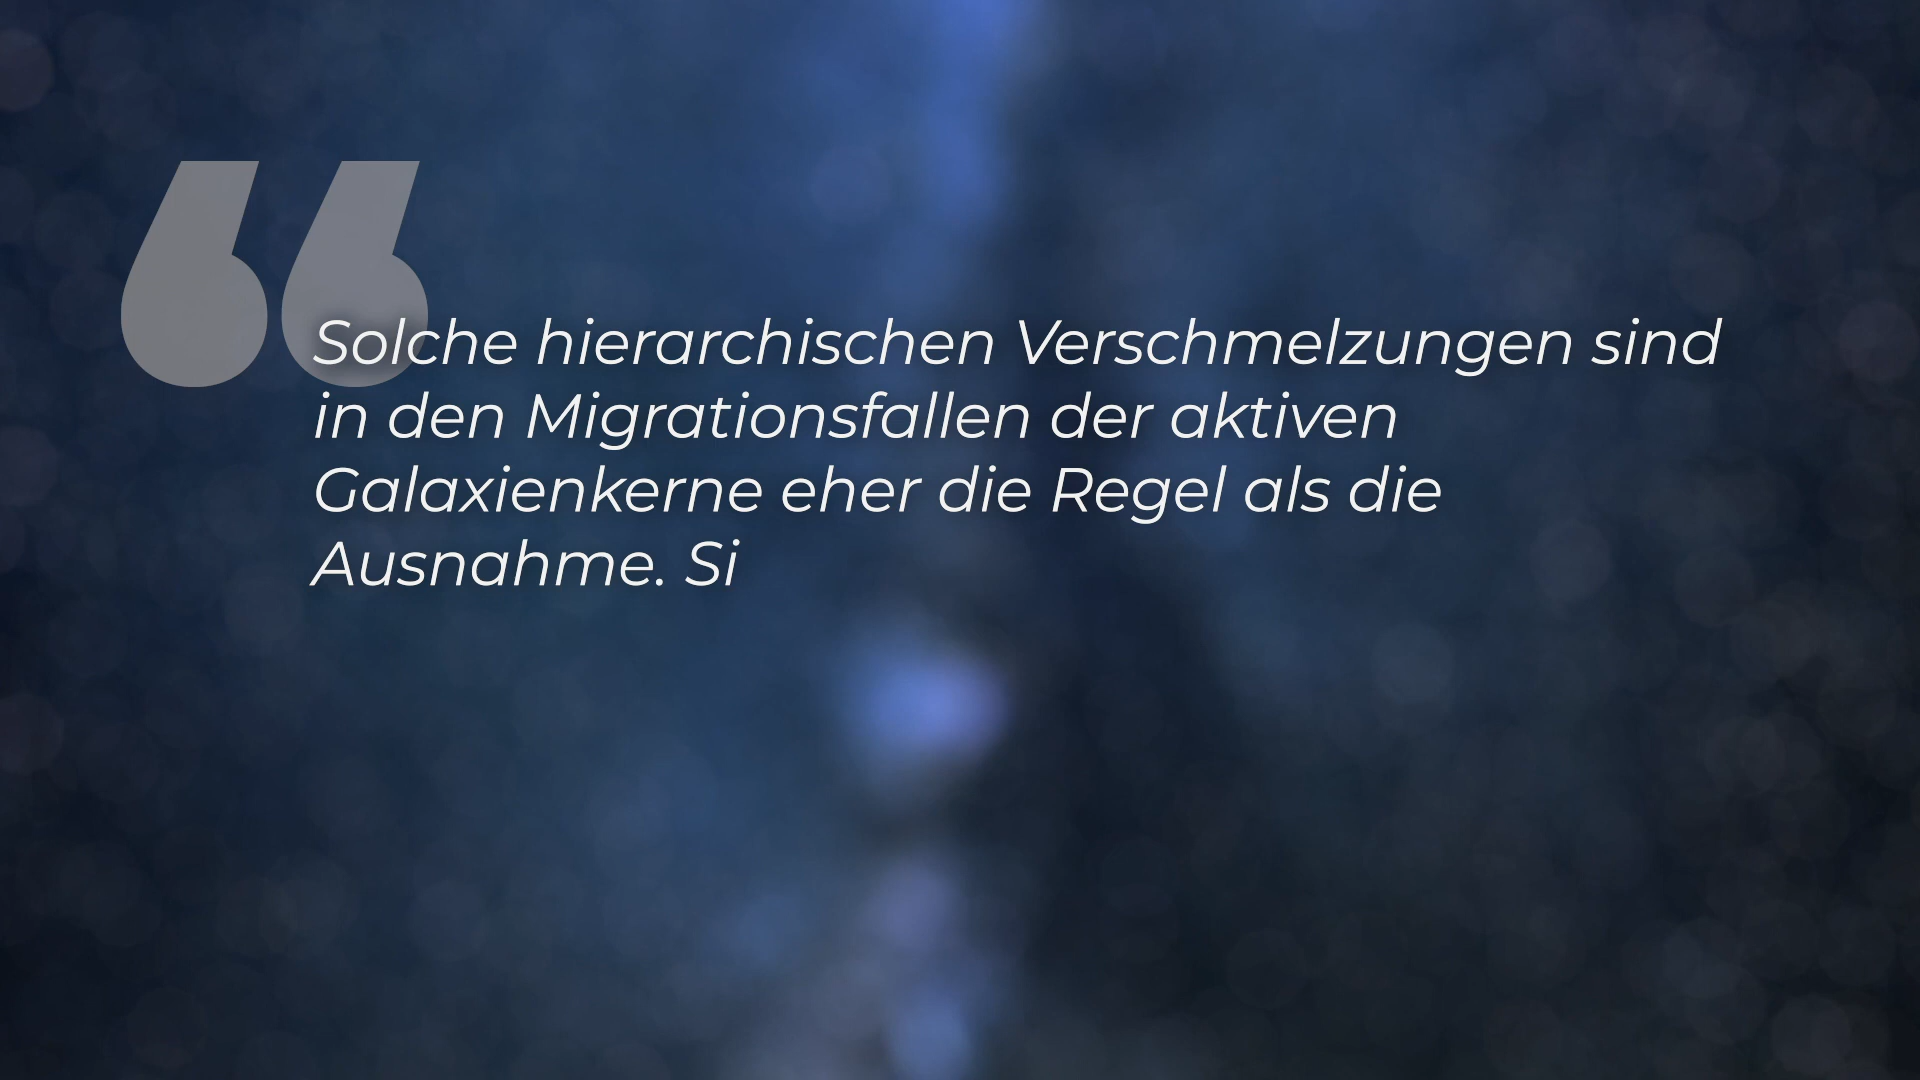 “
Solche hierarchischen Verschmelzungen sind
in den Migrationsfallen der aktiven
Galaxienkerne eher die Regel als die
Ausnahme. Si